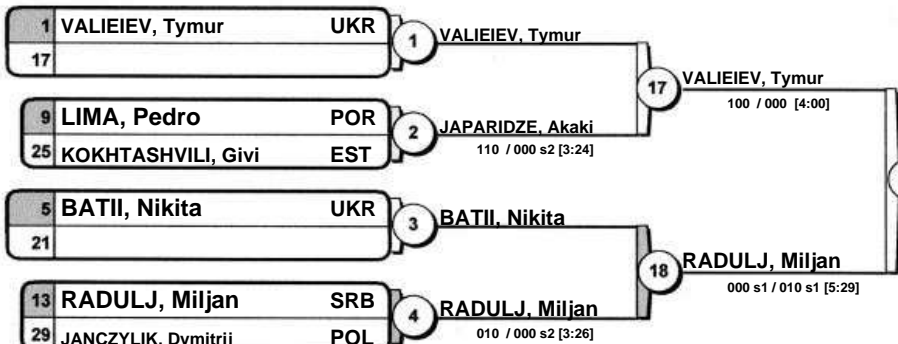 1 VALIEIEV, Tymur UKR
17
1
VALIEIEV, Tymur
9 LIMA, Pedro POR
25 KOKHTASHVILI, Givi EST
2
JAPARIDZE, Akaki
110 / 000 s2 [3:24]
17
VALIEIEV, Tymur
100 / 000 [4:00]
5 BATII, Nikita UKR
21
3
BATII, Nikita
13 RADULJ, Miljan SRB
29 JANCZYLIK, Dymitrij POL
4
RADULJ, Miljan
010 / 000 s2 [3:26]
18
RADULJ, Miljan
000 s1 / 010 s1 [5:29]